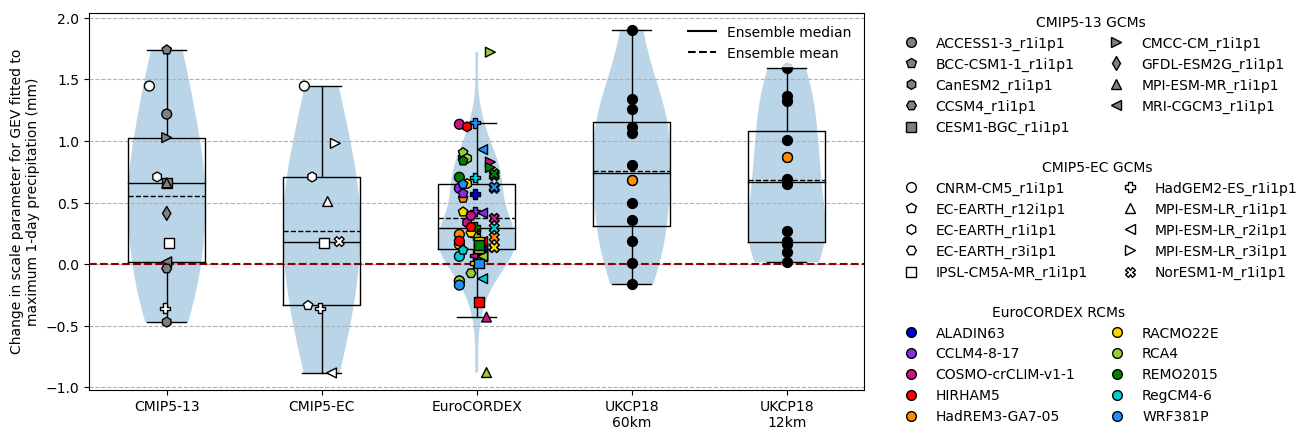 Change in scale parameter for GEV fitted to
maximum 1-day precipitation (mm)
2.0
1.5
1.0
0.5
0.0
−0.5
−1.0
CMIP5-13
CMIP5-EC
EuroCORDEX
UKCP18
60km
UKCP18
12km
Ensemble median
Ensemble mean
CMIP5-13 GCMs
ACCESS1-3_r1i1p1
BCC-CSM1-1_r1i1p1
CanESM2_r1i1p1
CCSM4_r1i1p1
CESM1-BGC_r1i1p1
CMCC-CM_r1i1p1
GFDL-ESM2G_r1i1p1
MPI-ESM-MR_r1i1p1
MRI-CGCM3_r1i1p1
CMIP5-EC GCMs
CNRM-CM5_r1i1p1
EC-EARTH_r12i1p1
EC-EARTH_r1i1p1
EC-EARTH_r3i1p1
IPSL-CM5A-MR_r1i1p1
HadGEM2-ES_r1i1p1
MPI-ESM-LR_r1i1p1
MPI-ESM-LR_r2i1p1
MPI-ESM-LR_r3i1p1
NorESM1-M_r1i1p1
EuroCORDEX RCMs
ALADIN63
CCLM4-8-17
COSMO-crCLIM-v1-1
HIRHAM5
HadREM3-GA7-05
RACMO22E
RCA4
REMO2015
RegCM4-6
WRF381P